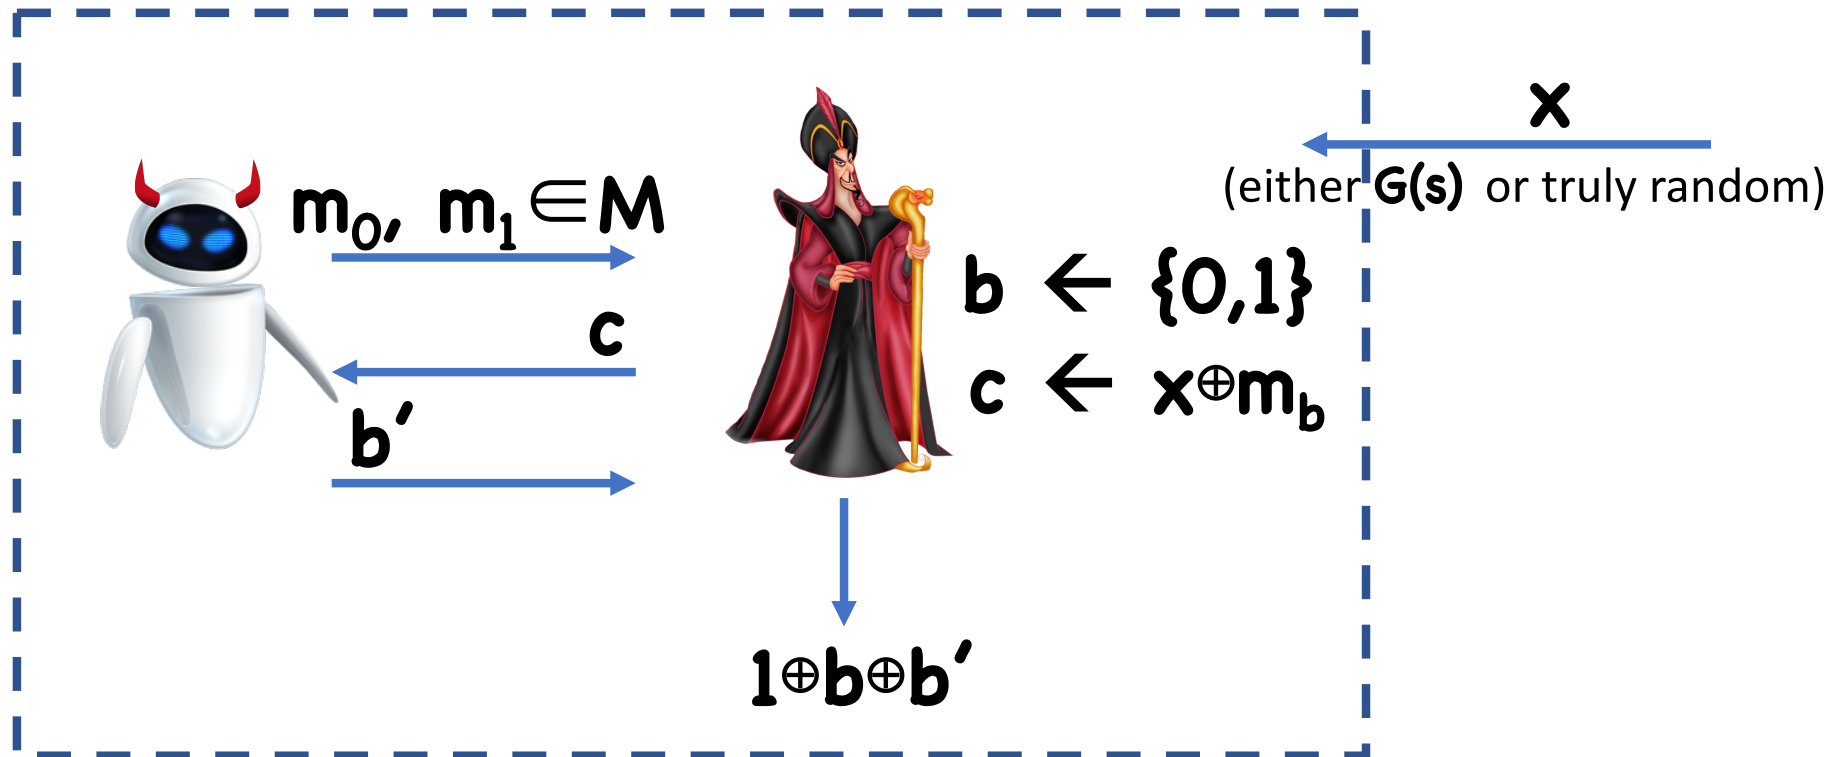 x
(either G(s) or truly random)
m₀, m₁∈M
b ← {0,1}
c
c ← x⊕m_b
b′
1⊕b⊕b′